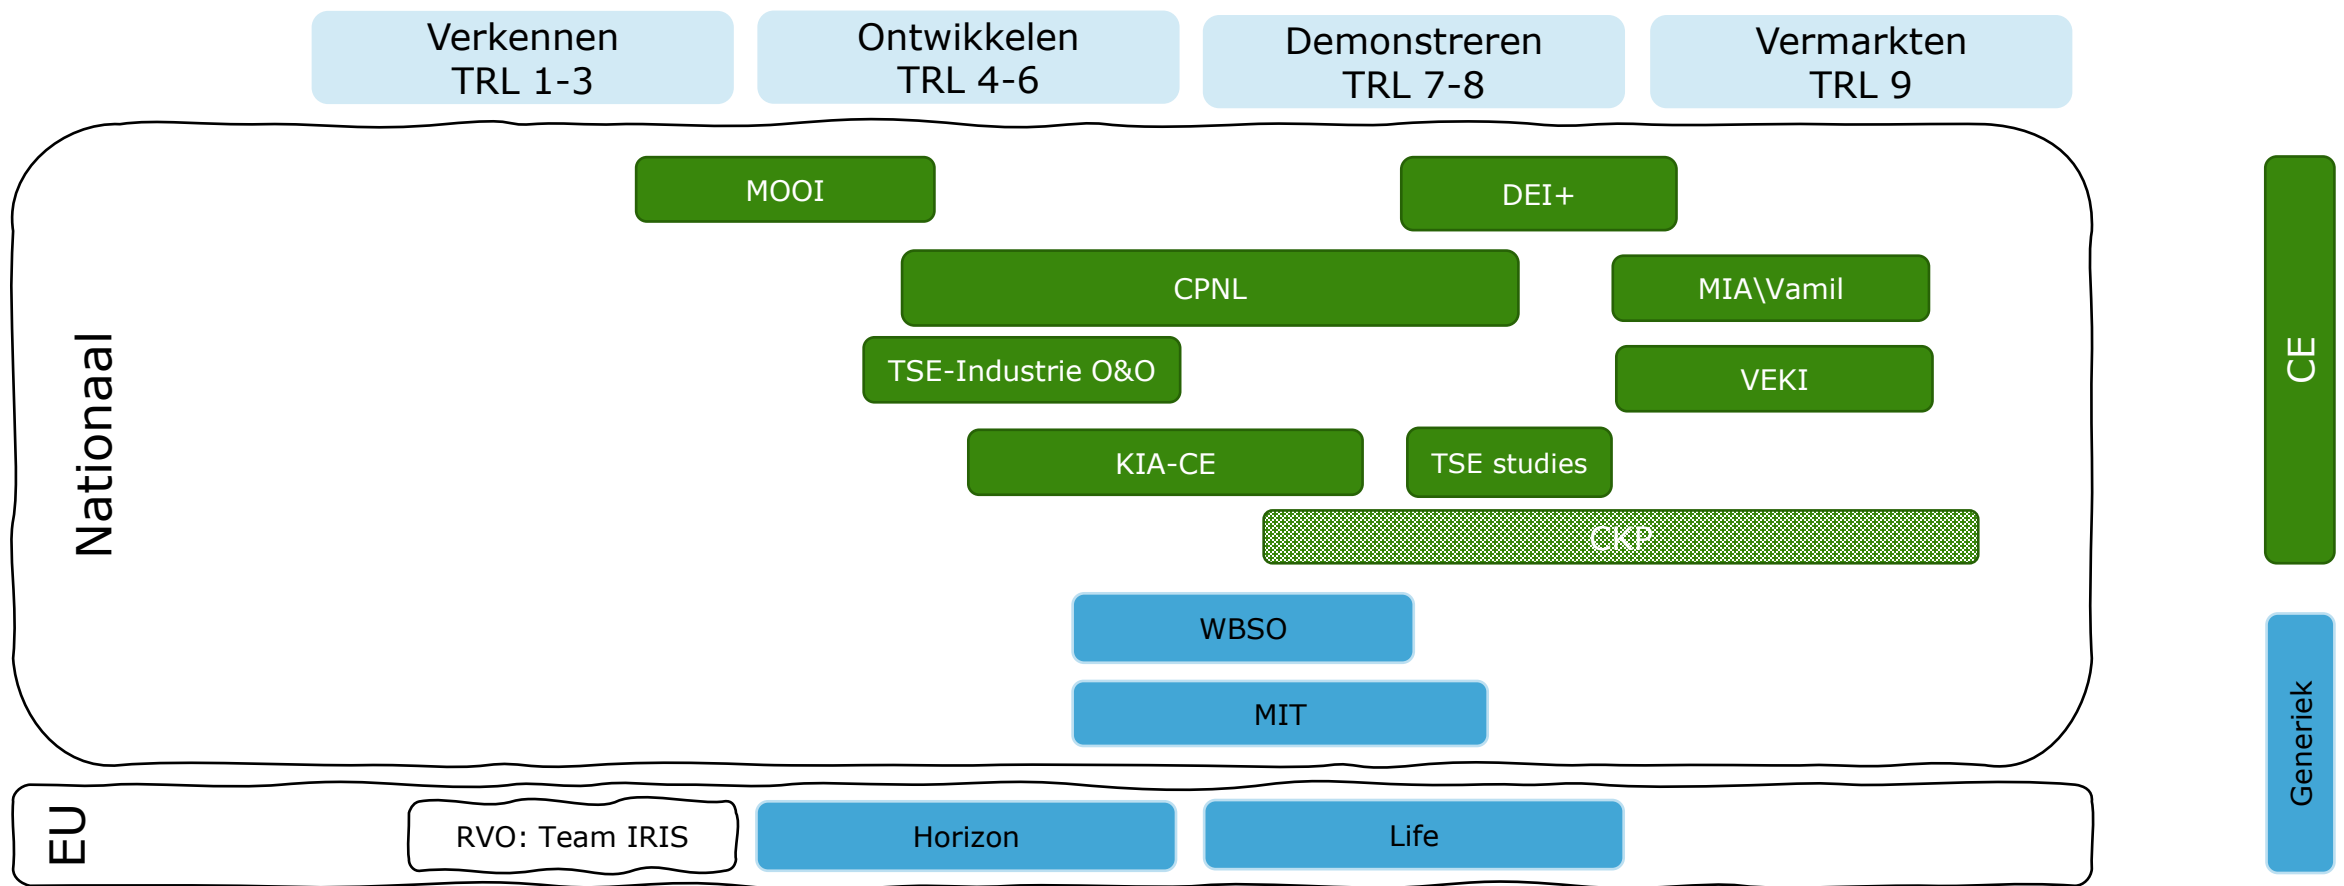 Verkennen
TRL 1-3
Ontwikkelen
TRL 4-6
Demonstreren
TRL 7-8
Vermarkten
TRL 9
Nationaal
MOOI
DEI+
CPNL
MIA\Vamil
TSE-Industrie O&O
VEKI
KIA-CE
TSE studies
CKP
WBSO
MIT
EU
RVO: Team IRIS
Horizon
Life
CE
Generiek